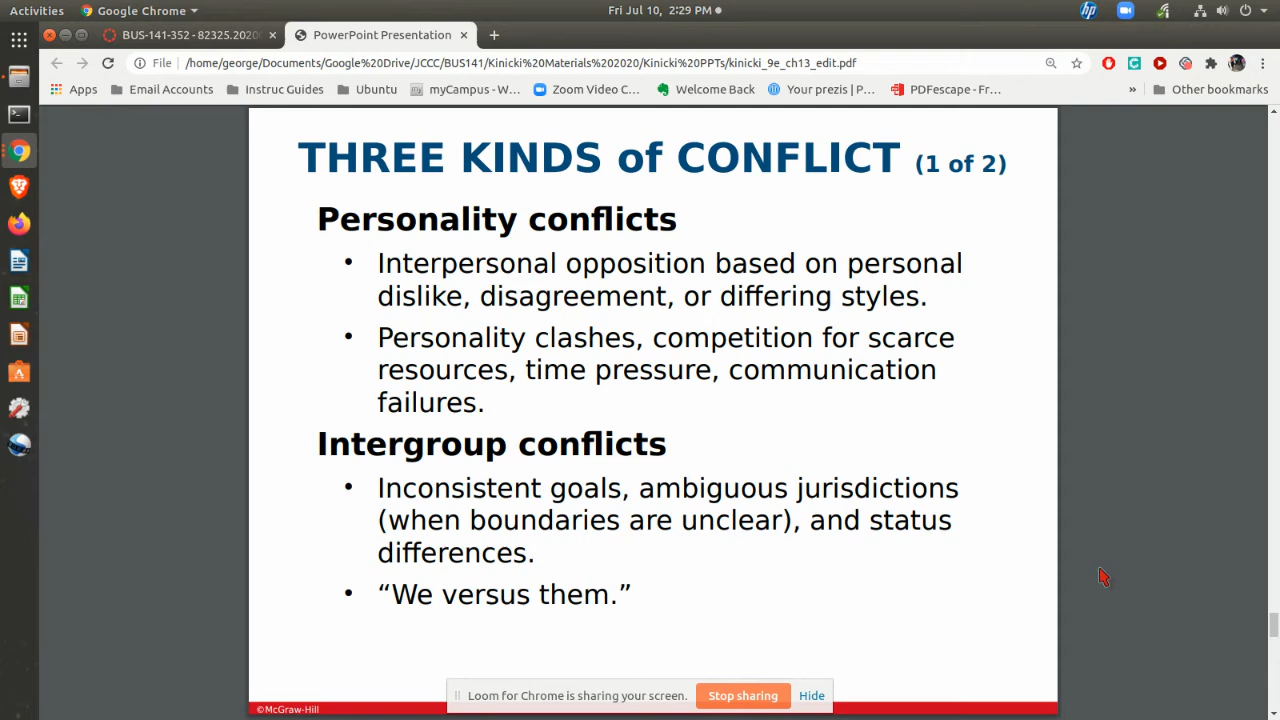 Activities
Google Chrome
Fri Jul 10, 2:29 PM
BUS-141-352 - 82325.2020
PowerPoint Presentation
File
/home/george/Documents/Google%20Drive/JCCC/BUS141/Kinicki%20Materials%202020/Kinicki%20PPTs/kinicki_9e_ch13_edit.pdf
Apps
Email Accounts
Instruc Guides
Ubuntu
myCampus - W...
Zoom Video C...
Welcome Back
Your prezis | P...
PDFescape - Fr...
»
Other bookmarks
THREE KINDS of CONFLICT (1 of 2)
Personality conflicts
• Interpersonal opposition based on personal
dislike, disagreement, or differing styles.
• Personality clashes, competition for scarce
resources, time pressure, communication
failures.
Intergroup conflicts
• Inconsistent goals, ambiguous jurisdictions
(when boundaries are unclear), and status
differences.
• “We versus them.”
Loom for Chrome is sharing your screen.
Stop sharing
Hide
©McGraw-Hill